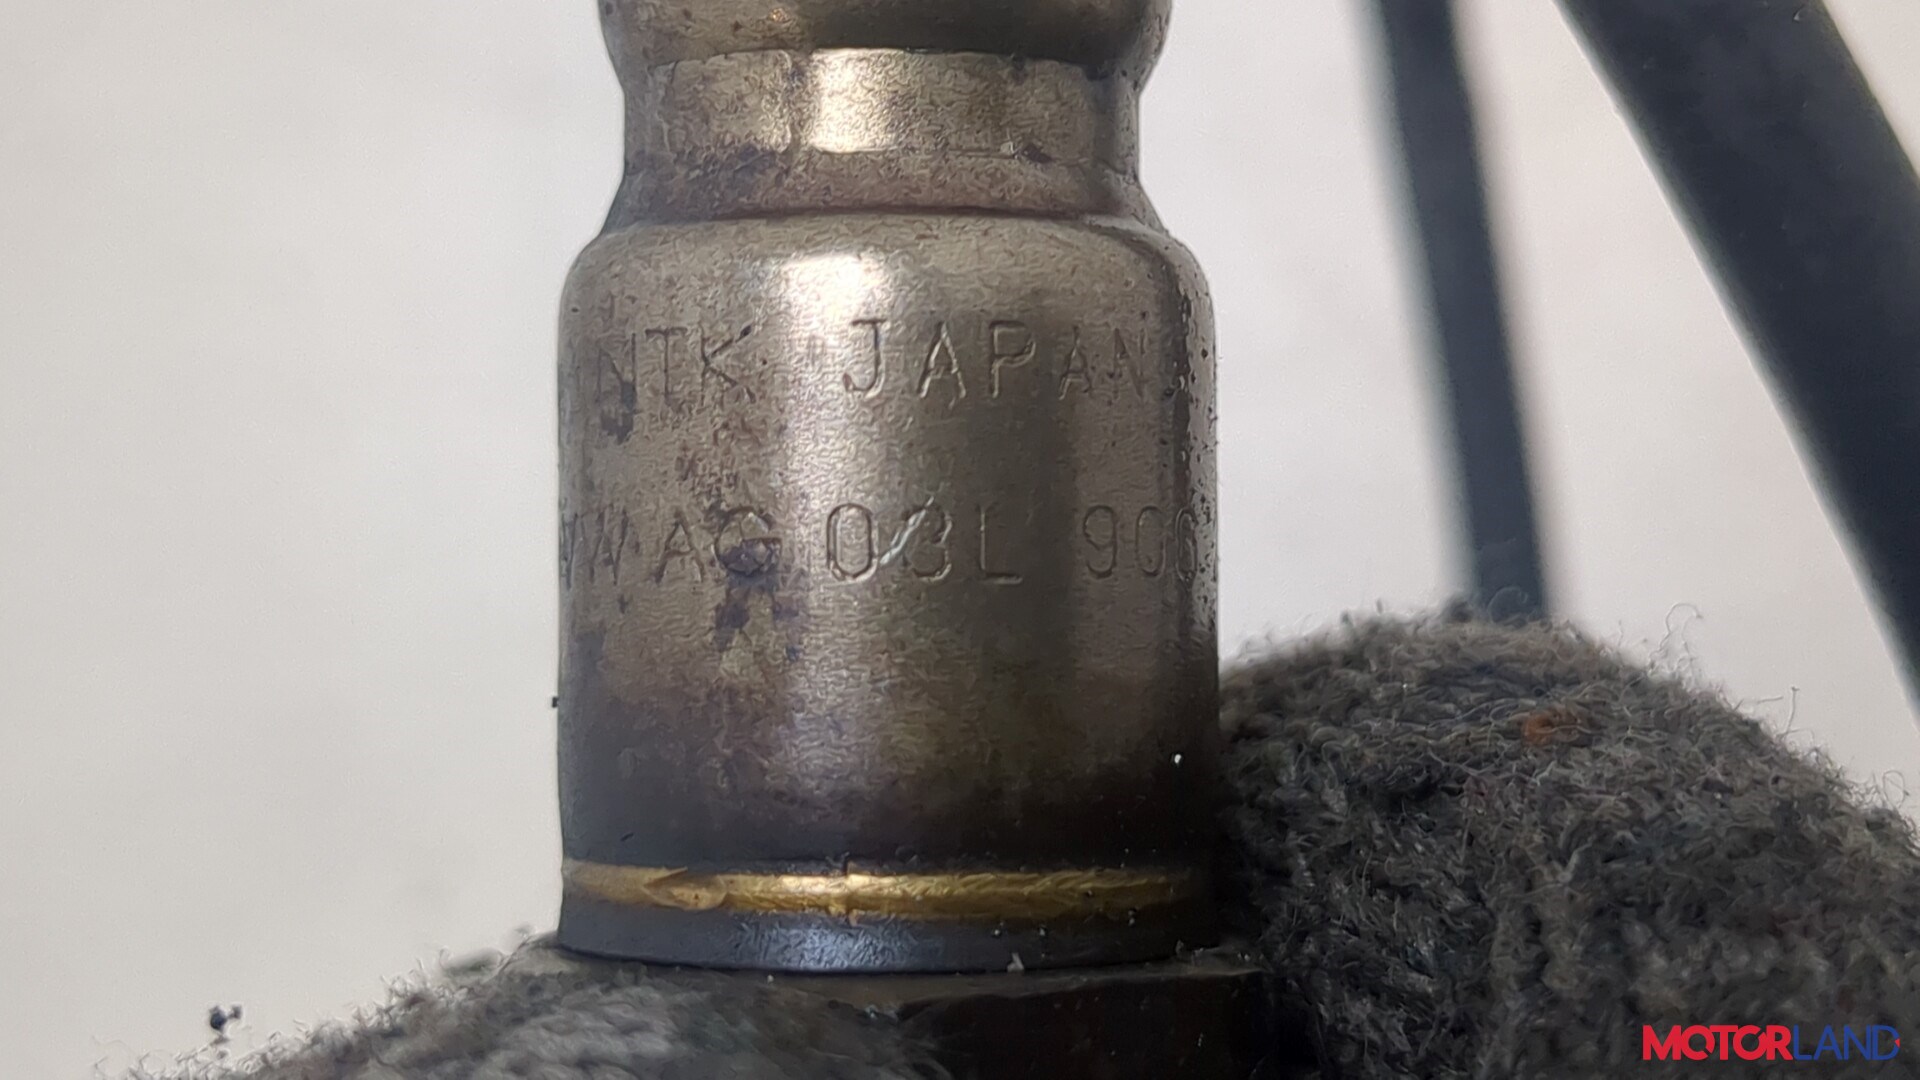 NTK JAPAN
VW AG 03L 906
MOTORLAND